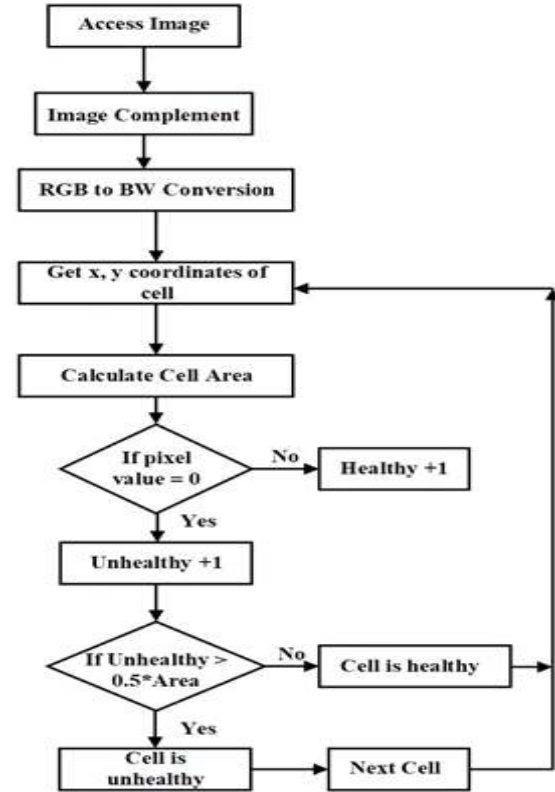 Access Image
Image Complement
RGB to BW Conversion
Get x, y coordinates of
cell
Calculate Cell Area
If pixel
value = 0
No
Healthy +1
Yes
Unhealthy +1
If Unhealthy >
0.5*Area
No
Cell is healthy
Yes
Cell is
unhealthy
Next Cell